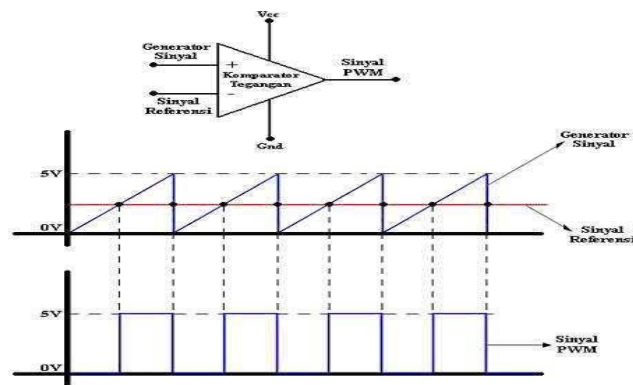 Vcc
Generator
Sinyal
+
Komparator
Tegangan
-
Sinyal
PWM
Sinyal
Referensi
Gnd
Generator
Sinyal
5V
0V
Sinyal
Referensi
5V
0V
Sinyal
PWM